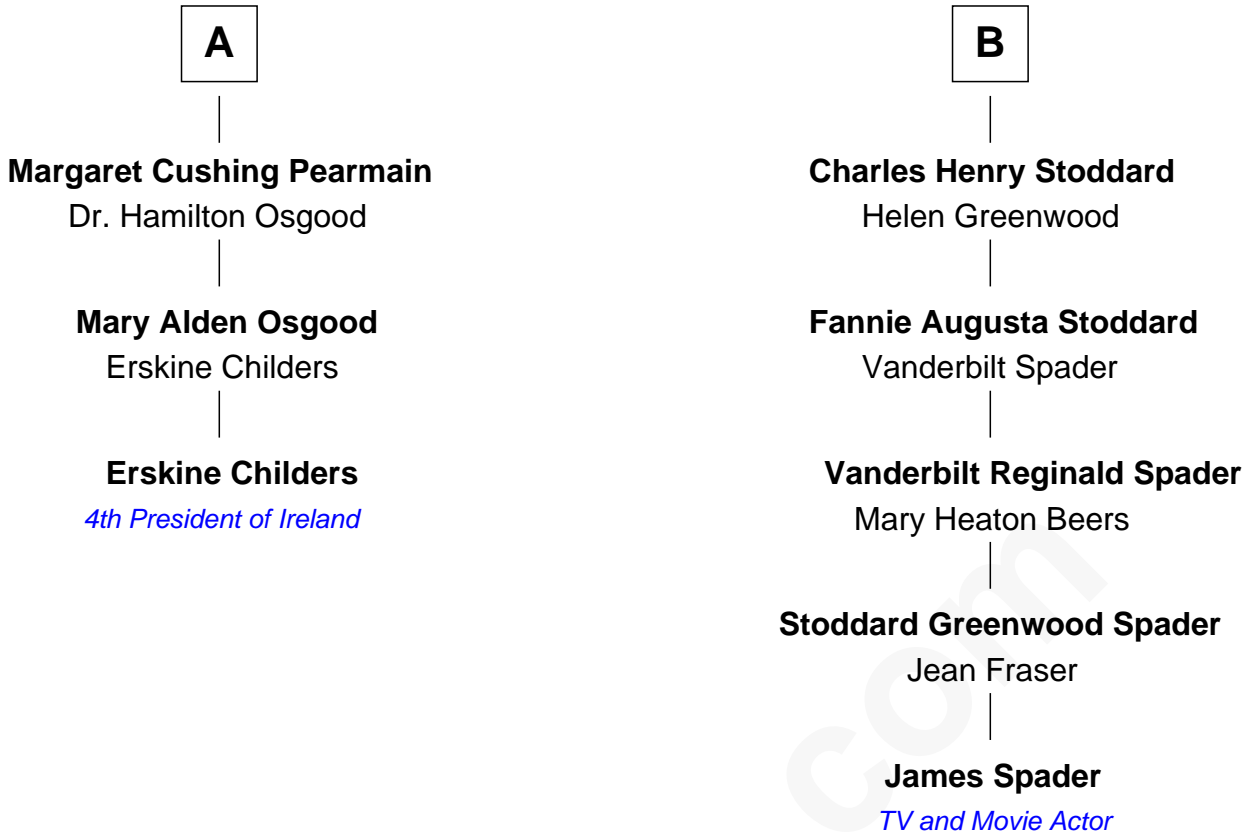 A
Margaret Cushing Pearmain
Dr. Hamilton Osgood
Mary Alden Osgood
Erskine Childers
Erskine Childers
4th President of Ireland
B
Charles Henry Stoddard
Helen Greenwood
Fannie Augusta Stoddard
Vanderbilt Spader
Vanderbilt Reginald Spader
Mary Heaton Beers
Stoddard Greenwood Spader
Jean Fraser
James Spader
TV and Movie Actor
com